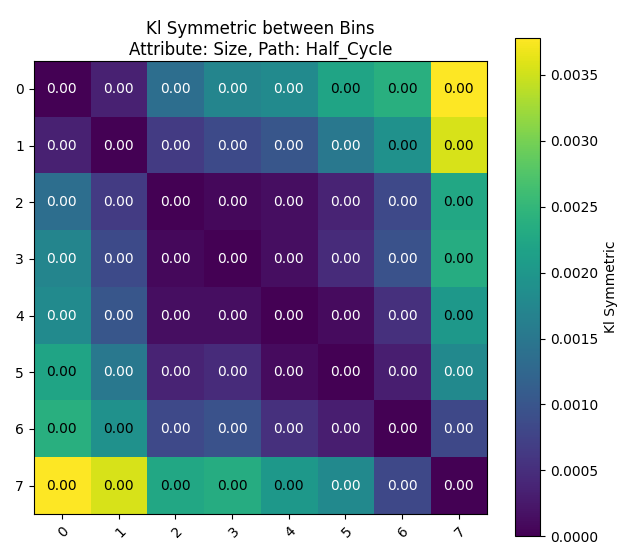 Kl Symmetric between Bins
Attribute: Size, Path: Half_Cycle
0 0.00 0.00 0.00 0.00 0.00 0.00 0.00 0.00
1 0.00 0.00 0.00 0.00 0.00 0.00 0.00 0.00
2 0.00 0.00 0.00 0.00 0.00 0.00 0.00 0.00
3 0.00 0.00 0.00 0.00 0.00 0.00 0.00 0.00
4 0.00 0.00 0.00 0.00 0.00 0.00 0.00 0.00
5 0.00 0.00 0.00 0.00 0.00 0.00 0.00 0.00
6 0.00 0.00 0.00 0.00 0.00 0.00 0.00 0.00
7 0.00 0.00 0.00 0.00 0.00 0.00 0.00 0.00
0 1 2 3 4 5 6 7
0.0035
0.0030
0.0025
0.0020
0.0015
0.0010
0.0005
0.0000
Kl Symmetric